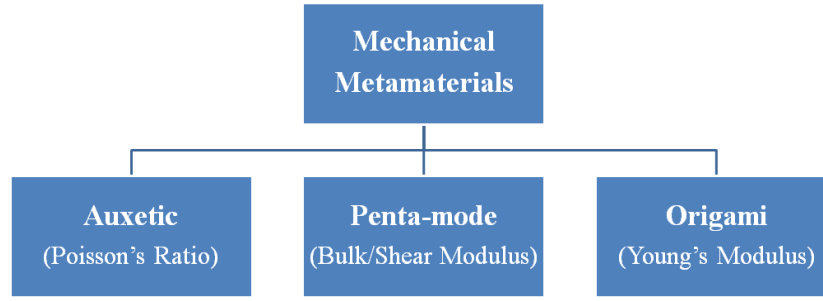 Mechanical
Metamaterials
Auxetic
(Poisson’s Ratio)
Penta-mode
(Bulk/Shear Modulus)
Origami
(Young’s Modulus)